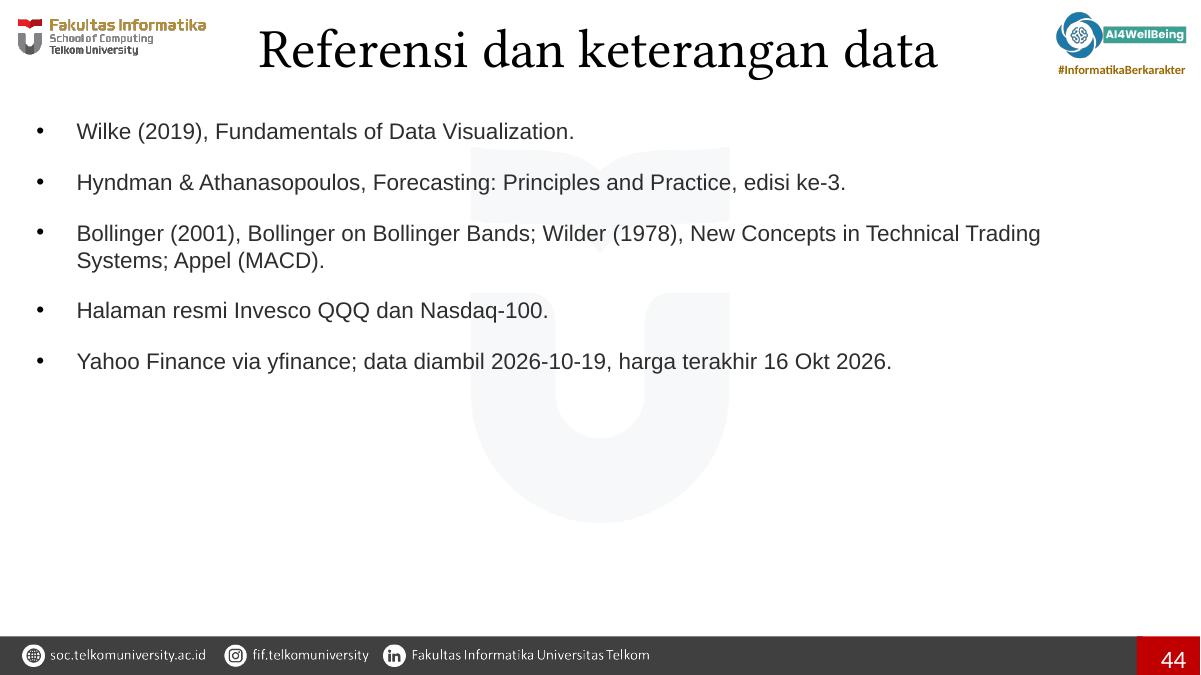 Fakultas Informatika
School of Computing
Telkom University
Referensi dan keterangan data
AI4WellBeing
#InformatikaBerkarakter
• Wilke (2019), Fundamentals of Data Visualization.
• Hyndman & Athanasopoulos, Forecasting: Principles and Practice, edisi ke-3.
• Bollinger (2001), Bollinger on Bollinger Bands; Wilder (1978), New Concepts in Technical Trading
Systems; Appel (MACD).
• Halaman resmi Invesco QQQ dan Nasdaq-100.
• Yahoo Finance via yfinance; data diambil 2026-10-19, harga terakhir 16 Okt 2026.
soc.telkomuniversity.ac.id
fif.telkomuniversity
in
Fakultas Informatika Universitas Telkom
44